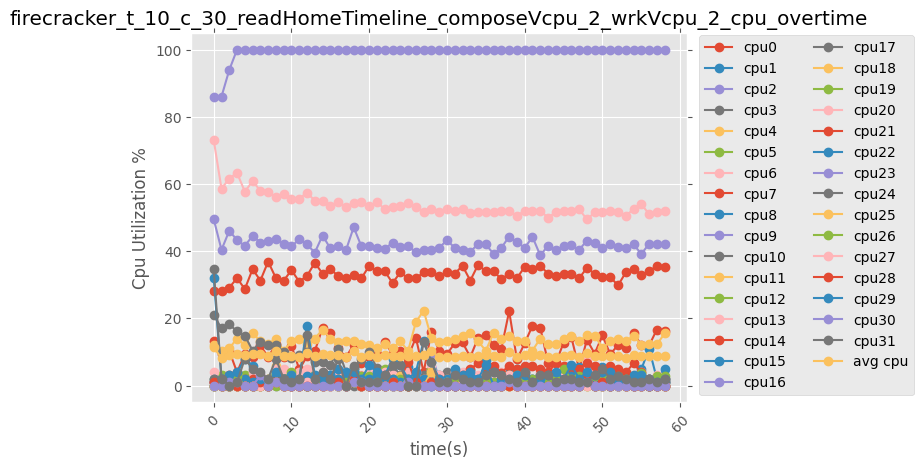 firecracker_t_10_c_30_readHomeTimeline_composeVcpu_2_wrkVcpu_2_cpu_overtime
100
80
60
40
20
0
Cpu Utilization %
0
10
20
30
40
50
60
time(s)
cpu0
cpu1
cpu2
cpu3
cpu4
cpu5
cpu6
cpu7
cpu8
cpu9
cpu10
cpu11
cpu12
cpu13
cpu14
cpu15
cpu16
cpu17
cpu18
cpu19
cpu20
cpu21
cpu22
cpu23
cpu24
cpu25
cpu26
cpu27
cpu28
cpu29
cpu30
cpu31
avg cpu